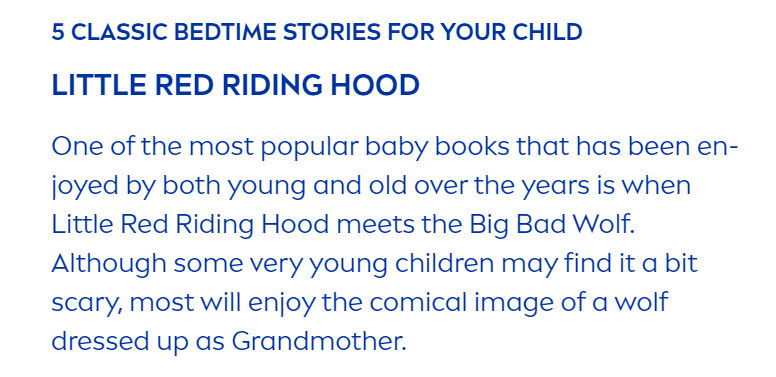 5 CLASSIC BEDTIME STORIES FOR YOUR CHILD
LITTLE RED RIDING HOOD
One of the most popular baby books that has been en-
joyed by both young and old over the years is when
Little Red Riding Hood meets the Big Bad Wolf.
Although some very young children may find it a bit
scary, most will enjoy the comical image of a wolf
dressed up as Grandmother.